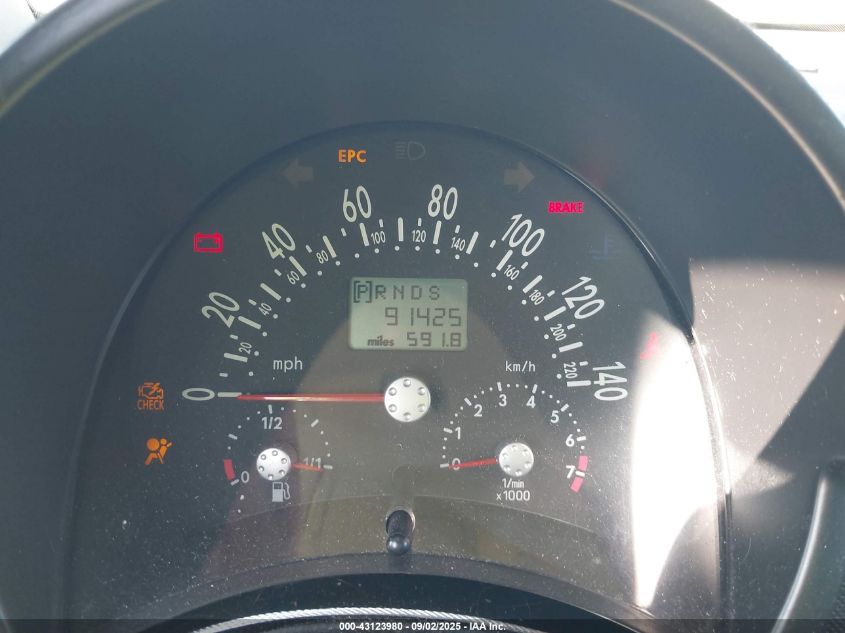 EPC
BRAKE
0 20 40 60 80 100 120 140
20 40 60 80 100 120 140 160 180 200 220
[P]RNDS
91425
miles 591.8
mph
km/h
CHECK
0 1/2 1/1
0 1 2 3 4 5 6 7
1/min
x1000
000-43123980 - 09/02/2025 - IAA Inc.